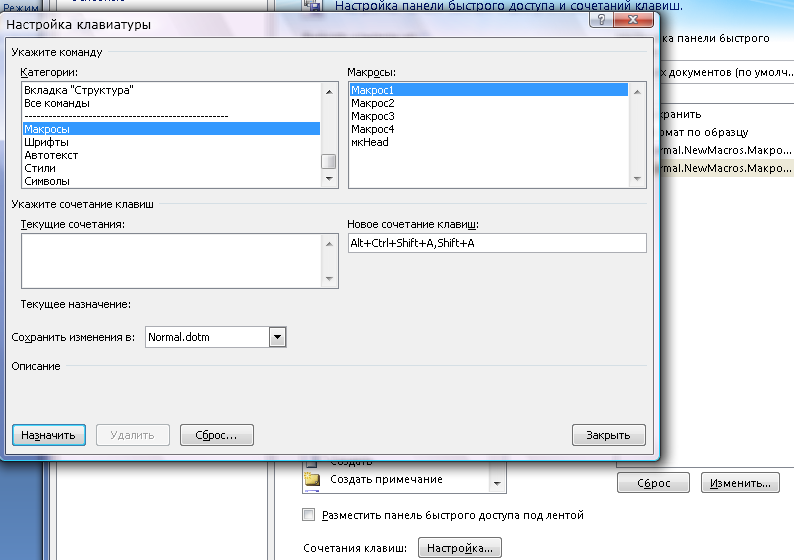 Режим
Настройка панели быстрого доступа и сочетаний клавиш.
Настройка клавиатуры
ка панели быстрого
Укажите команду
Категории:
Макросы:
х документов (по умолч...
Вкладка "Структура"
Все команды
Макросы
Шрифты
Автотекст
Стили
Символы
Макрос1
Макрос2
Макрос3
Макрос4
мкHead
хранить
рмат по образцу
rmal.NewMacros.Макро...
rmal.NewMacros.Макро...
Укажите сочетание клавиш
Текущие сочетания:
Новое сочетание клавиш:
Alt+Ctrl+Shift+A,Shift+A
Текущее назначение:
Сохранить изменения в:
Normal.dotm
Описание
Назначить
Удалить
Сброс...
Закрыть
Создать
Создать примечание
Сброс
Изменить...
Разместить панель быстрого доступа под лентой
Сочетания клавиш:
Настройка...